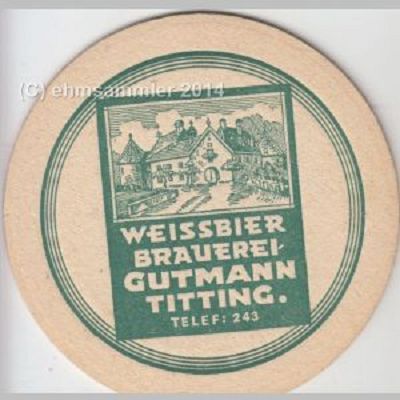 (C) ehmsammler 2014
WEISSBIER
BRAUEREI-
GUTMANN
TITTING.
TELEF: 243